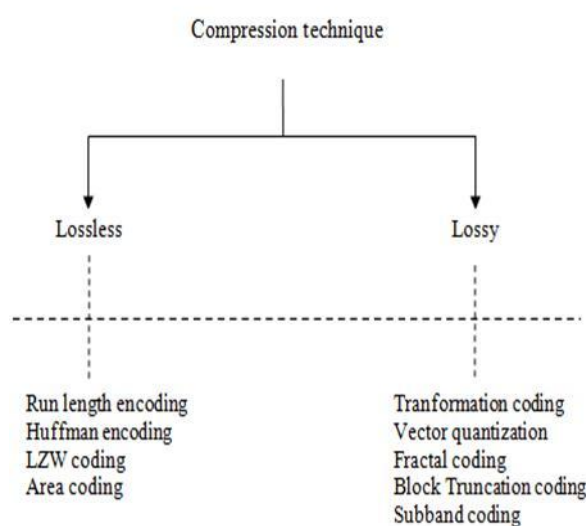 Compression technique
Lossless
Lossy
Run length encoding
Huffman encoding
LZW coding
Area coding
Tranformation coding
Vector quantization
Fractal coding
Block Truncation coding
Subband coding